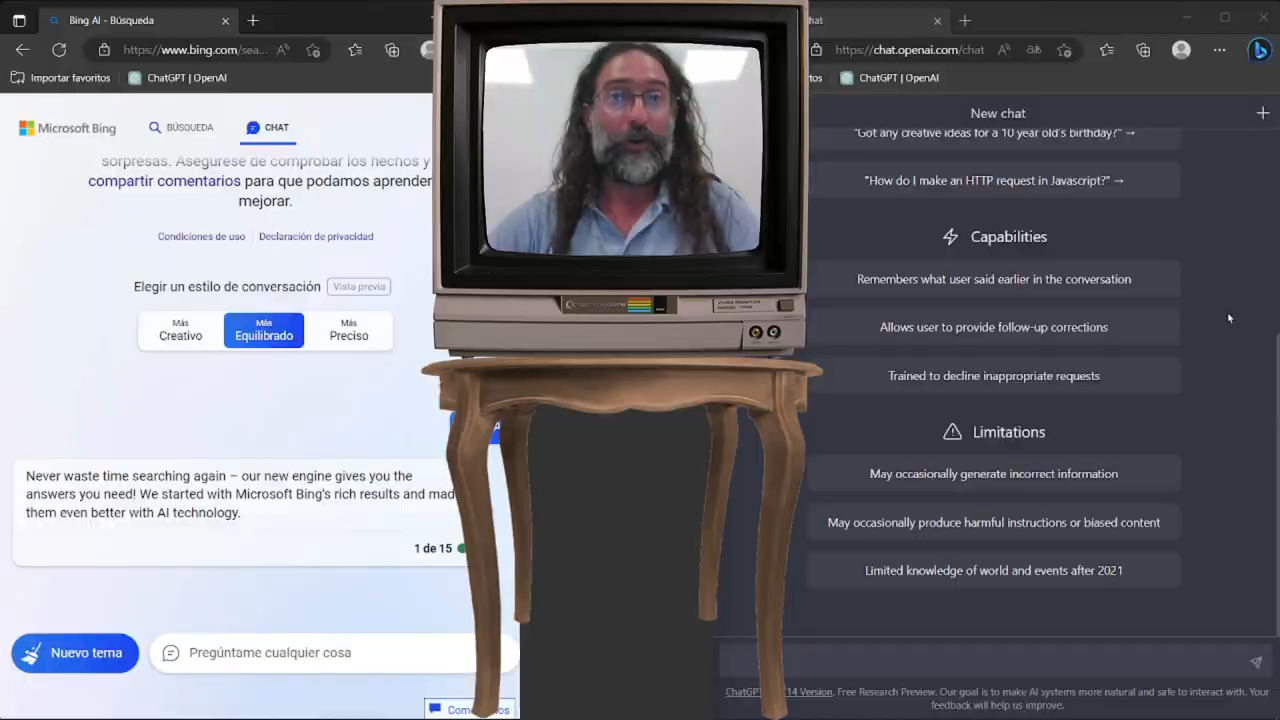 Bing AI - Búsqueda
https://www.bing.com/sea...
Importar favoritos
ChatGPT | OpenAI
Microsoft Bing
BÚSQUEDA
CHAT
sorpresas. Asegúrese de comprobar los hechos y
compartir comentarios para que podamos aprender
mejorar.
Condiciones de uso
Declaración de privacidad
Elegir un estilo de conversación
Vista previa
Más
Creativo
Más
Equilibrado
Más
Preciso
Never waste time searching again – our new engine gives you the
answers you need! We started with Microsoft Bing's rich results and mad
them even better with AI technology.
1 de 15
Nuevo tema
Pregúntame cualquier cosa
hat
https://chat.openai.com/chat
tos
ChatGPT | OpenAI
New chat
"Got any creative ideas for a 10 year old's birthday?" →
"How do I make an HTTP request in Javascript?" →
Capabilities
Remembers what user said earlier in the conversation
Allows user to provide follow-up corrections
Trained to decline inappropriate requests
Limitations
May occasionally generate incorrect information
May occasionally produce harmful instructions or biased content
Limited knowledge of world and events after 2021
14 Version. Free Research Preview. Our goal is to make AI systems more natural and safe to interact with. Your
feedback will help us improve.